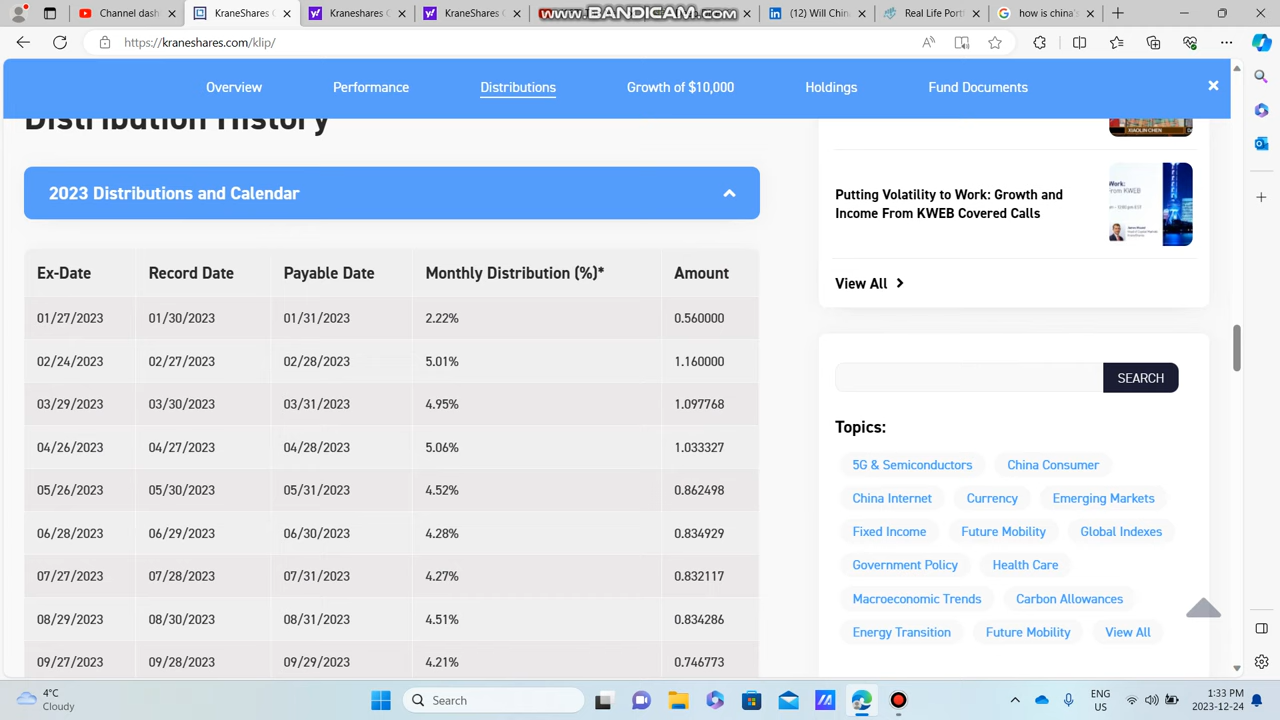 Channel dashboard
KraneShares C
KraneShares W
KraneShares C
www.BANDICAM.com
(12) Will Chin
Real Life Port
how is china's
https://kraneshares.com/klip/
Overview
Performance
Distributions
Growth of $10,000
Holdings
Fund Documents
Distribution History
2023 Distributions and Calendar
Ex-Date Record Date Payable Date Monthly Distribution (%)* Amount
01/27/2023 01/30/2023 01/31/2023 2.22% 0.560000
02/24/2023 02/27/2023 02/28/2023 5.01% 1.160000
03/29/2023 03/30/2023 03/31/2023 4.95% 1.097768
04/26/2023 04/27/2023 04/28/2023 5.06% 1.033327
05/26/2023 05/30/2023 05/31/2023 4.52% 0.862498
06/28/2023 06/29/2023 06/30/2023 4.28% 0.834929
07/27/2023 07/28/2023 07/31/2023 4.27% 0.832117
08/29/2023 08/30/2023 08/31/2023 4.51% 0.834286
09/27/2023 09/28/2023 09/29/2023 4.21% 0.746773
XIAOLIN CHEN
Putting Volatility to Work: Growth and
Income From KWEB Covered Calls
View All
SEARCH
Topics:
5G & Semiconductors China Consumer
China Internet Currency Emerging Markets
Fixed Income Future Mobility Global Indexes
Government Policy Health Care
Macroeconomic Trends Carbon Allowances
Energy Transition Future Mobility View All
4°C
Cloudy
Search
ENG
US
1:33 PM
2023-12-24